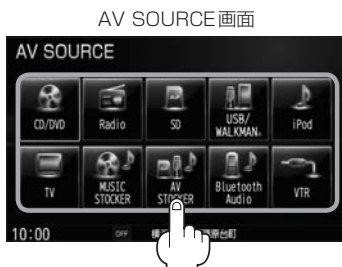 AV SOURCE画面
AV SOURCE
CD/DVD
Radio
SD
USB/
WALKMAN®
iPod
TV
MUSIC
STOCKER
AV
STOCKER
Bluetooth
Audio
VTR
10:00
OFF